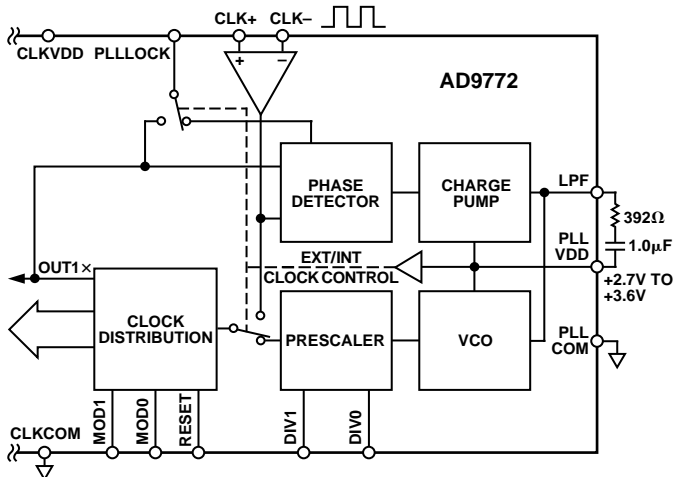 CLK+ CLK–
CLKVDD PLLLOCK
+ –
AD9772
PHASE
DETECTOR
CHARGE
PUMP
LPF
392Ω
1.0μF
PLL
VDD
+2.7V TO
+3.6V
EXT/INT
CLOCK CONTROL
OUT1×
CLOCK
DISTRIBUTION
PRESCALER
VCO
PLL
COM
CLKCOM
MOD1
MOD0
RESET
DIV1
DIV0